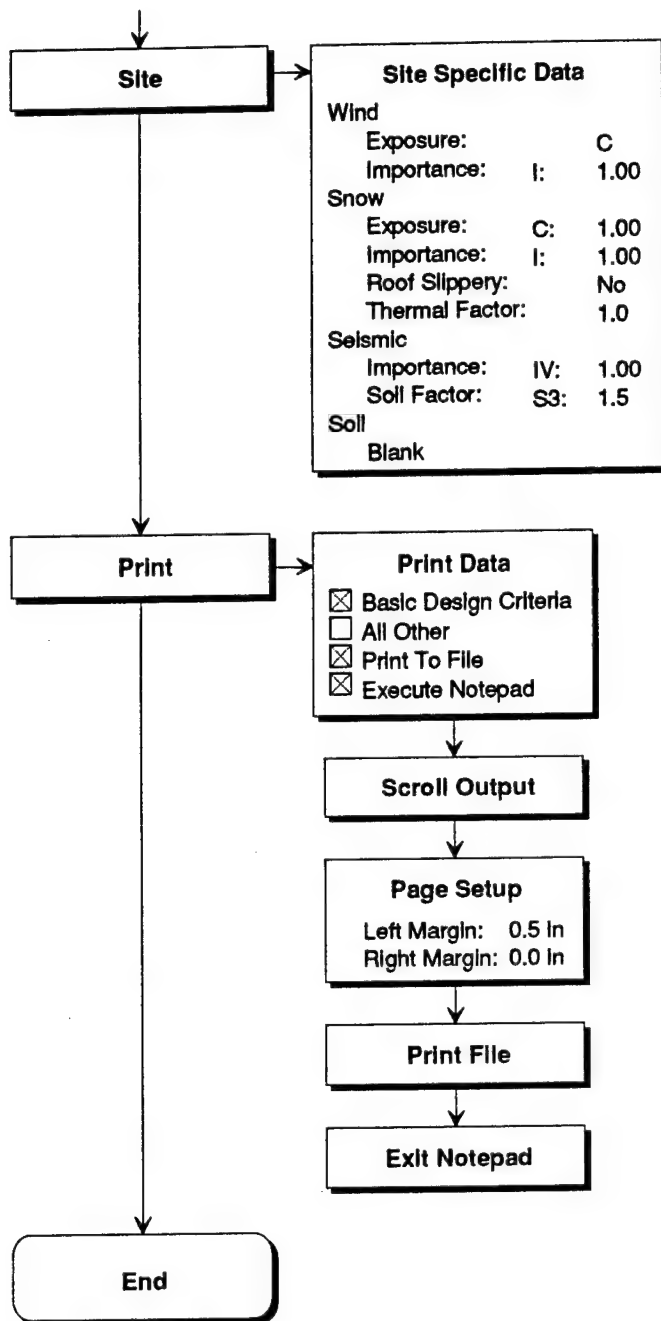 Site
Site Specific Data
Wind
Exposure: C
Importance: I: 1.00
Snow
Exposure: C: 1.00
Importance: I: 1.00
Roof Slippery: No
Thermal Factor: 1.0
Seismic
Importance: IV: 1.00
Soil Factor: S3: 1.5
Soil
Blank
Print
Print Data
Basic Design Criteria
All Other
Print To File
Execute Notepad
Scroll Output
Page Setup
Left Margin: 0.5 in
Right Margin: 0.0 in
Print File
Exit Notepad
End